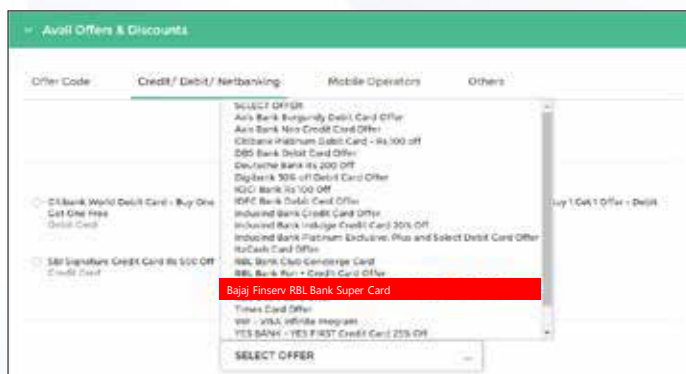 Avail Offers & Discounts
Offer Code Credit/ Debit/ Netbanking Mobile Operators Others
SELECT OFFER
Axis Bank Burgundy Debit Card Offer
Axis Bank Neo Credit Card Offer
Citibank Platinum Debit Card - Rs.100 off
DBS Bank Debit Card Offer
Deutsche Bank Rs 200 Off
Digibank 50% off Debit Card Offer
ICICI Bank Rs 100 Off
IDFC Bank Debit Card Offer
IndusInd Bank Credit Card Offer
IndusInd Bank Indulge Credit Card 20% Off
IndusInd Bank Platinum Exclusive, Plus and Select Debit Card Offer
ItzCash Card Offer
RBL Bank Club Concierge Card
RBL Bank Fun + Credit Card Offer
Bajaj Finserv RBL Bank Super Card
Times Card Offer
VIP - VISA Infinite Program
YES BANK - YES FIRST Credit Card 25% Off
SELECT OFFER
Citibank World Debit Card - Buy One
Get One Free
Debit Card
SBI Signature Credit Card Rs 500 Off
Credit Card
Buy 1 Get 1 Offer - Debit